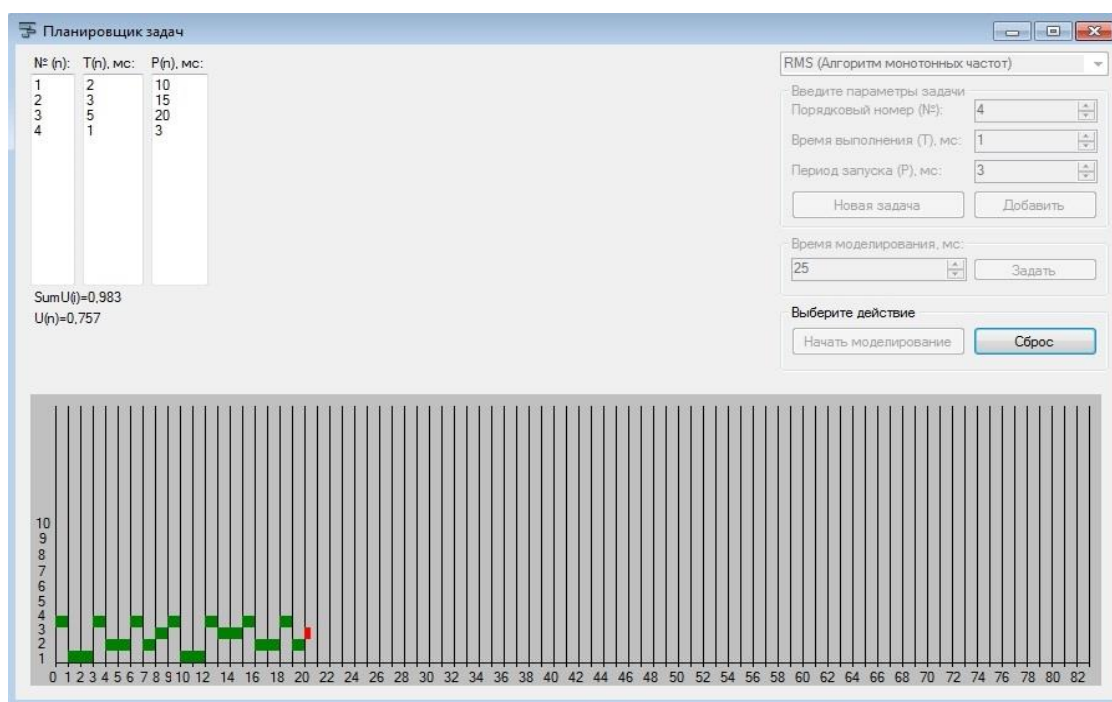 Планировщик задач
№ (n): T(n), мс: P(n), мс:
1 2 10
2 3 15
3 5 20
4 1 3
SumU(i)=0,983
U(n)=0,757
RMS (Алгоритм монотонных частот)
Введите параметры задачи
Порядковый номер (№): 4
Время выполнения (T), мс: 1
Период запуска (P), мс: 3
Новая задача Добавить
Время моделирования, мс:
25 Задать
Выберите действие
Начать моделирование Сброс
10
9
8
7
6
5
4
3
2
1
0 1 2 3 4 5 6 7 8 9 10 12 14 16 18 20 22 24 26 28 30 32 34 36 38 40 42 44 46 48 50 52 54 56 58 60 62 64 66 68 70 72 74 76 78 80 82